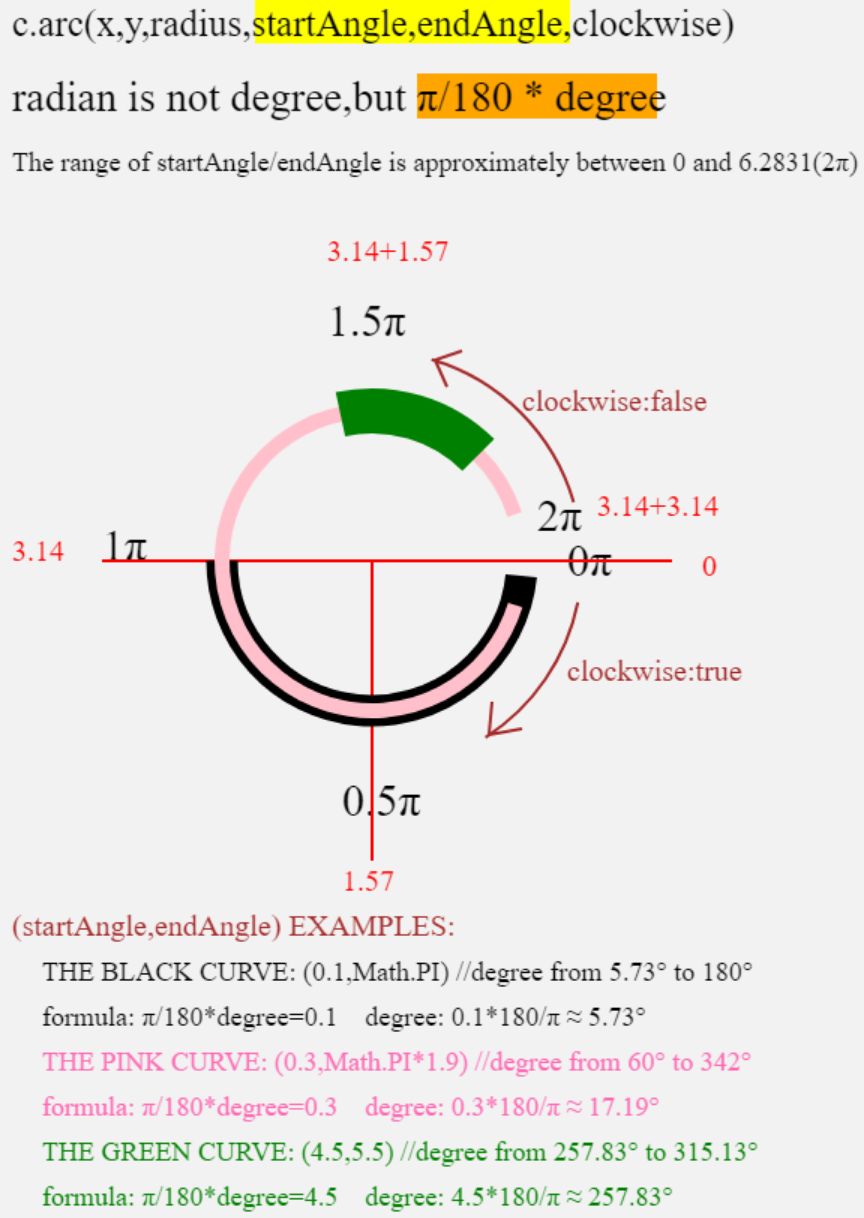 c.arc(x,y,radius,startAngle,endAngle,clockwise)
radian is not degree,but π/180 * degree
The range of startAngle/endAngle is approximately between 0 and 6.2831(2π)
3.14+1.57
1.5π
clockwise:false
2π 3.14+3.14
3.14 1π 0π 0
clockwise:true
0.5π
1.57
(startAngle,endAngle) EXAMPLES:
THE BLACK CURVE: (0.1,Math.PI) //degree from 5.73° to 180°
formula: π/180*degree=0.1 degree: 0.1*180/π ≈ 5.73°
THE PINK CURVE: (0.3,Math.PI*1.9) //degree from 60° to 342°
formula: π/180*degree=0.3 degree: 0.3*180/π ≈ 17.19°
THE GREEN CURVE: (4.5,5.5) //degree from 257.83° to 315.13°
formula: π/180*degree=4.5 degree: 4.5*180/π ≈ 257.83°